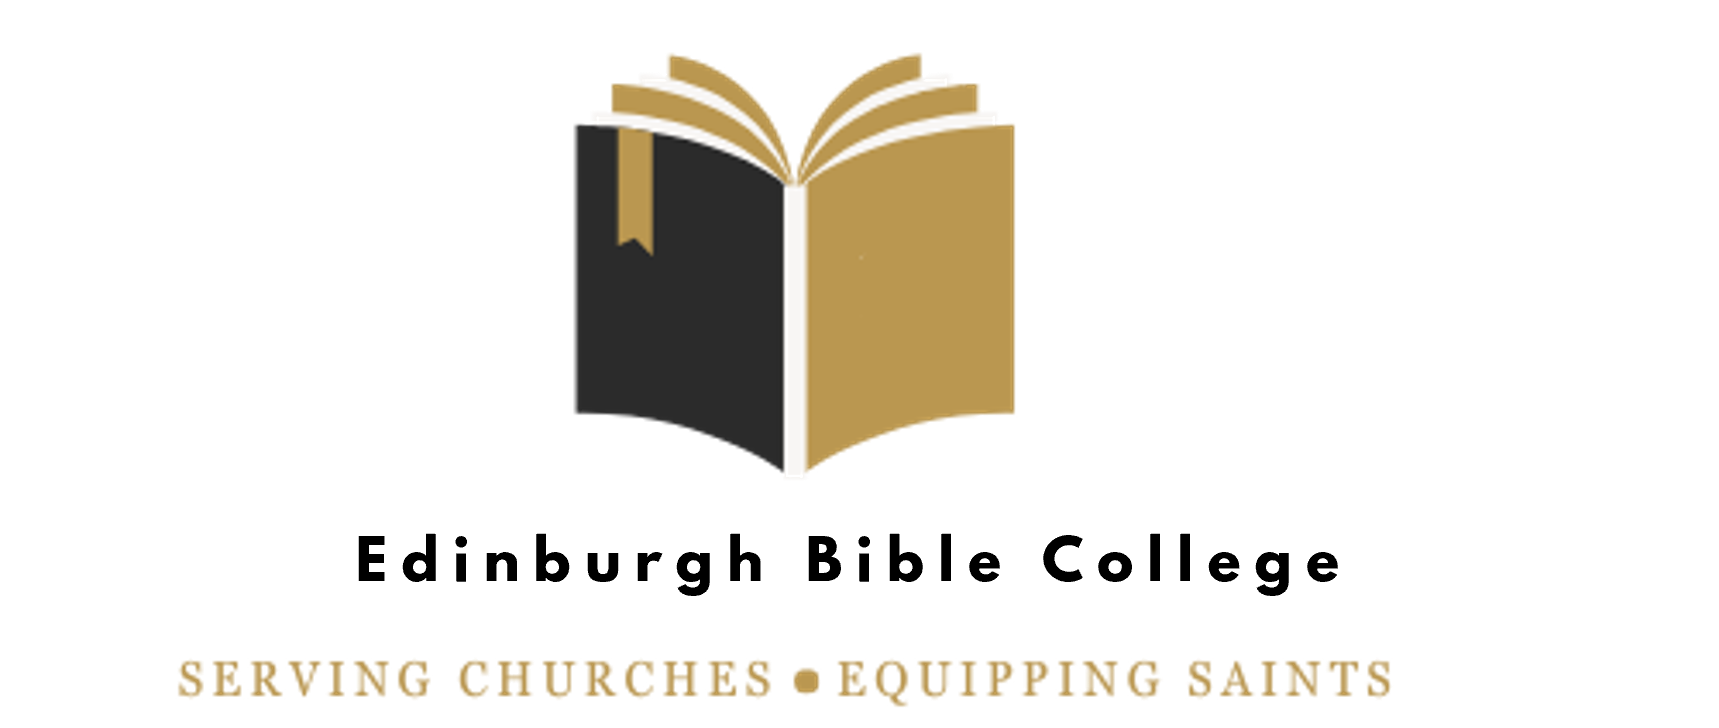 Edinburgh Bible College
SERVING CHURCHES ● EQUIPPING SAINTS